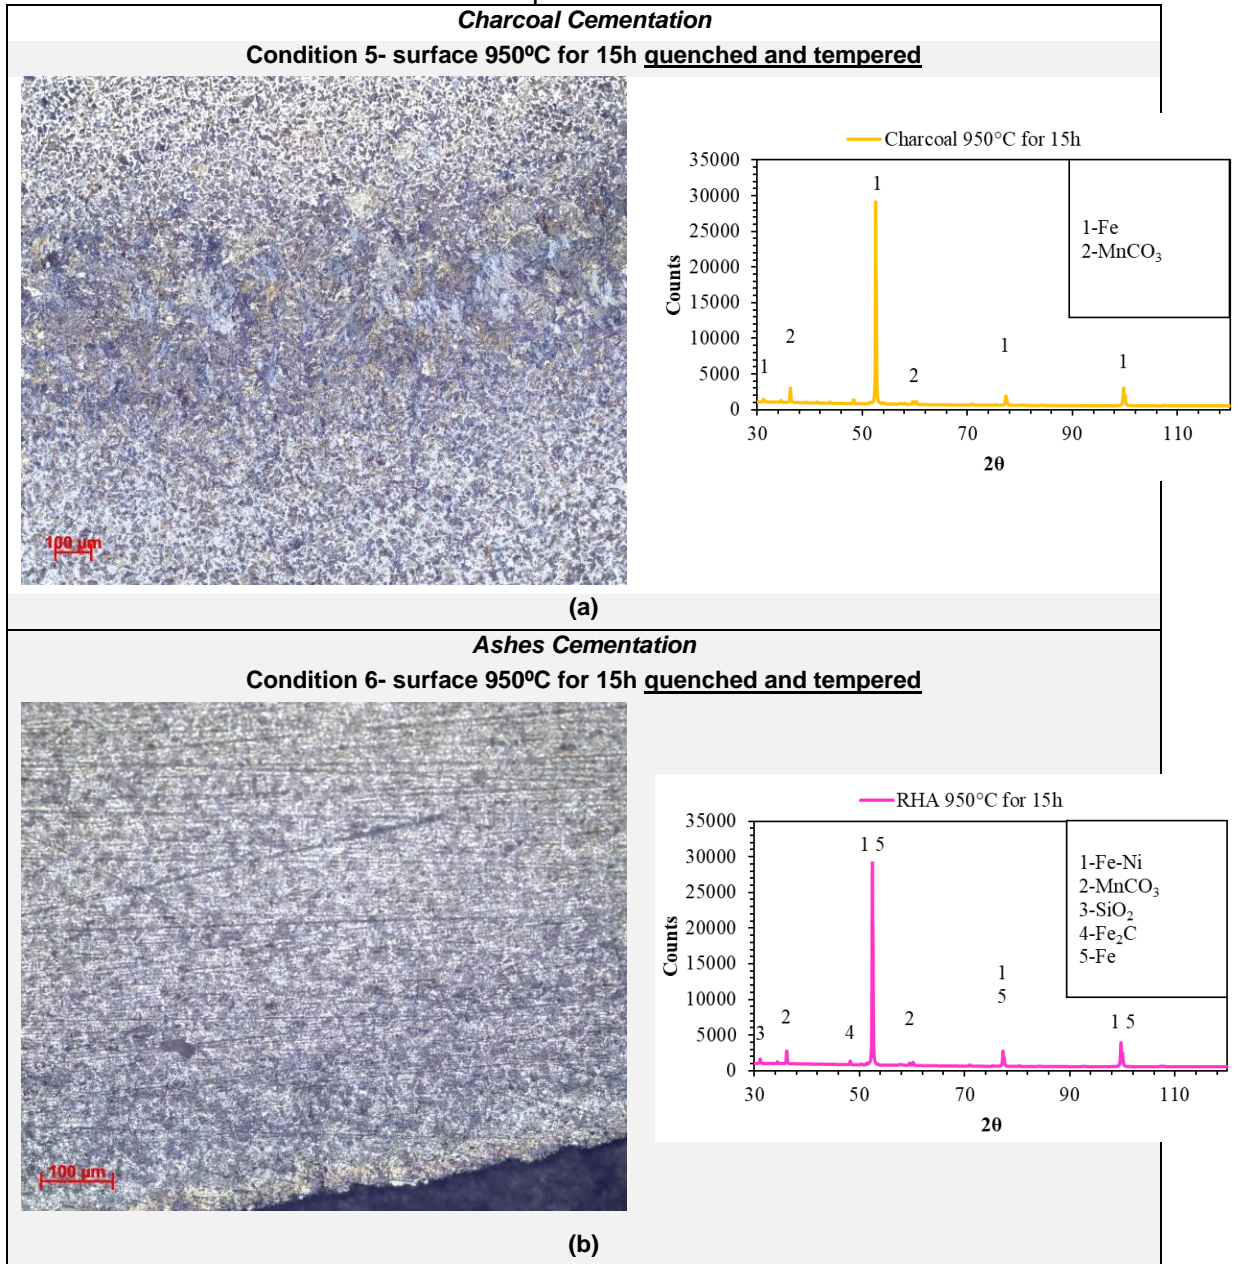 Charcoal Cementation
Condition 5- surface 950ºC for 15h quenched and tempered
100 µm
Charcoal 950°C for 15h
35000
30000
25000
20000
15000
10000
5000
0
Counts
1
2
1
2
1
1
1-Fe
2-MnCO₃
30 50 70 90 110
2θ
(a)
Ashes Cementation
Condition 6- surface 950ºC for 15h quenched and tempered
100 µm
RHA 950°C for 15h
35000
30000
25000
20000
15000
10000
5000
0
Counts
3
2
4
1 5
2
1
5
1 5
1-Fe-Ni
2-MnCO₃
3-SiO₂
4-Fe₂C
5-Fe
30 50 70 90 110
2θ
(b)